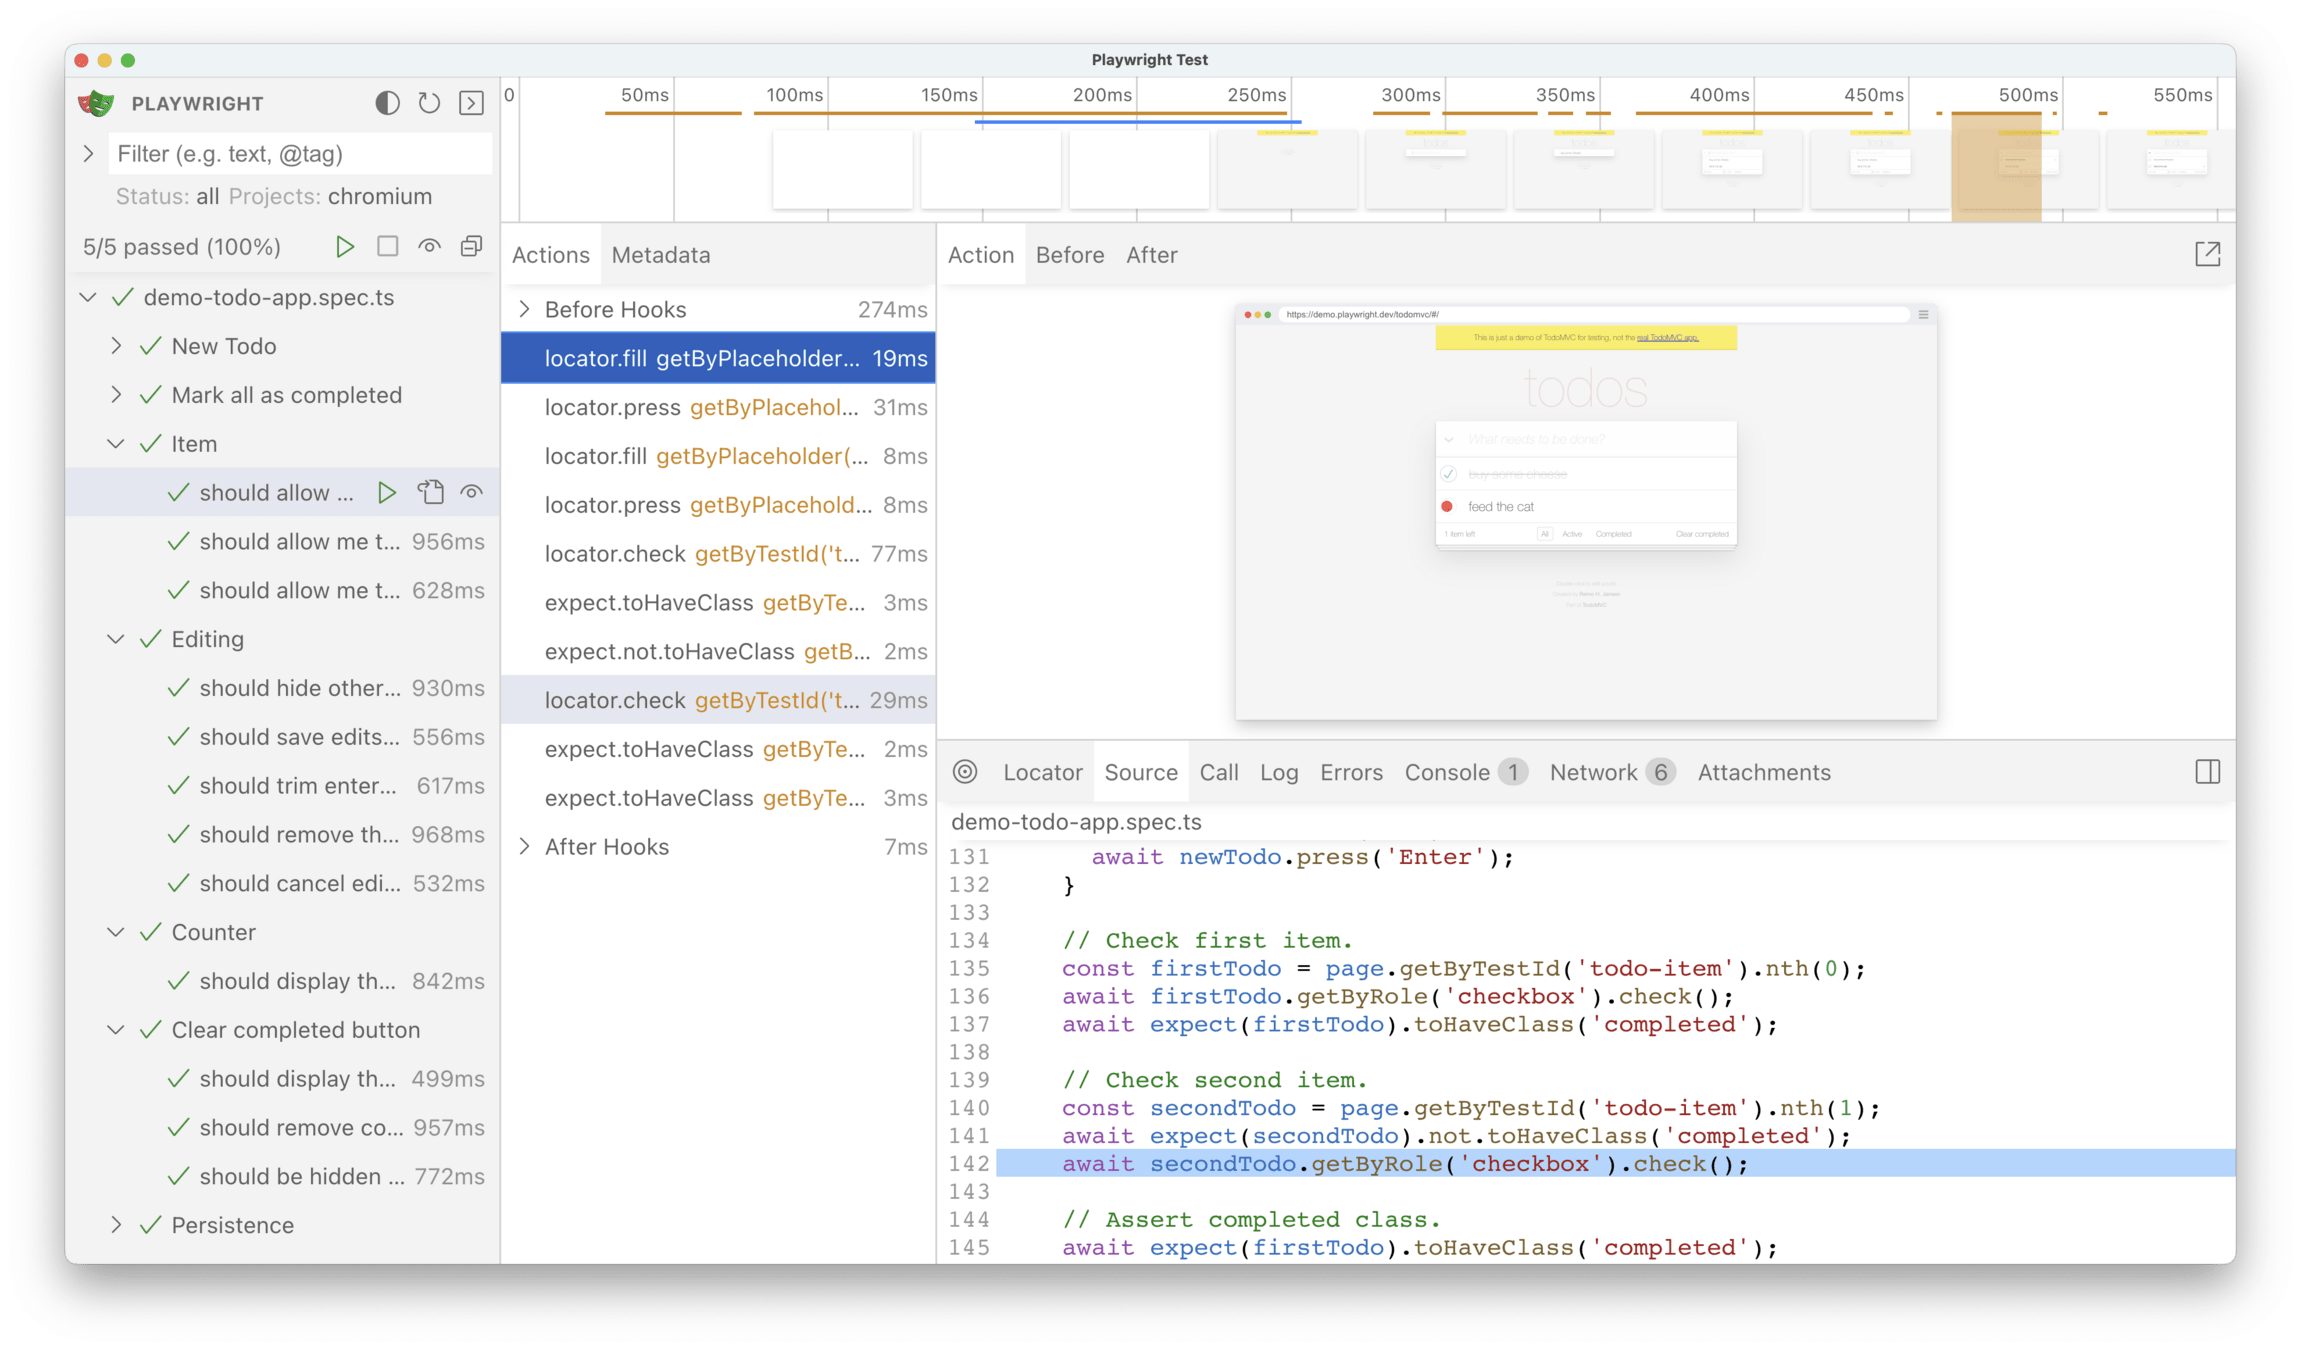 Playwright Test
PLAYWRIGHT
Filter (e.g. text, @tag)
Status: all Projects: chromium
5/5 passed (100%)
demo-todo-app.spec.ts
New Todo
Mark all as completed
Item
should allow ...
should allow me t... 956ms
should allow me t... 628ms
Editing
should hide other... 930ms
should save edits... 556ms
should trim enter... 617ms
should remove th... 968ms
should cancel edi... 532ms
Counter
should display th... 842ms
Clear completed button
should display th... 499ms
should remove co... 957ms
should be hidden ... 772ms
Persistence
0 50ms 100ms 150ms 200ms 250ms 300ms 350ms 400ms 450ms 500ms 550ms
Actions Metadata
Before Hooks 274ms
locator.fill getByPlaceholder... 19ms
locator.press getByPlacehol... 31ms
locator.fill getByPlaceholder(... 8ms
locator.press getByPlacehold... 8ms
locator.check getByTestId('t... 77ms
expect.toHaveClass getByTe... 3ms
expect.not.toHaveClass getB... 2ms
locator.check getByTestId('t... 29ms
expect.toHaveClass getByTe... 2ms
expect.toHaveClass getByTe... 3ms
After Hooks 7ms
Action Before After
https://demo.playwright.dev/todomvc/#/
This is just a demo of TodoMVC for testing, not the real TodoMVC app.
todos
What needs to be done?
buy some cheese
feed the cat
1 item left All Active Completed Clear completed
Locator Source Call Log Errors Console 1 Network 6 Attachments
demo-todo-app.spec.ts
131 await newTodo.press('Enter');
132 }
133
134 // Check first item.
135 const firstTodo = page.getByTestId('todo-item').nth(0);
136 await firstTodo.getByRole('checkbox').check();
137 await expect(firstTodo).toHaveClass('completed');
138
139 // Check second item.
140 const secondTodo = page.getByTestId('todo-item').nth(1);
141 await expect(secondTodo).not.toHaveClass('completed');
142 await secondTodo.getByRole('checkbox').check();
143
144 // Assert completed class.
145 await expect(firstTodo).toHaveClass('completed');